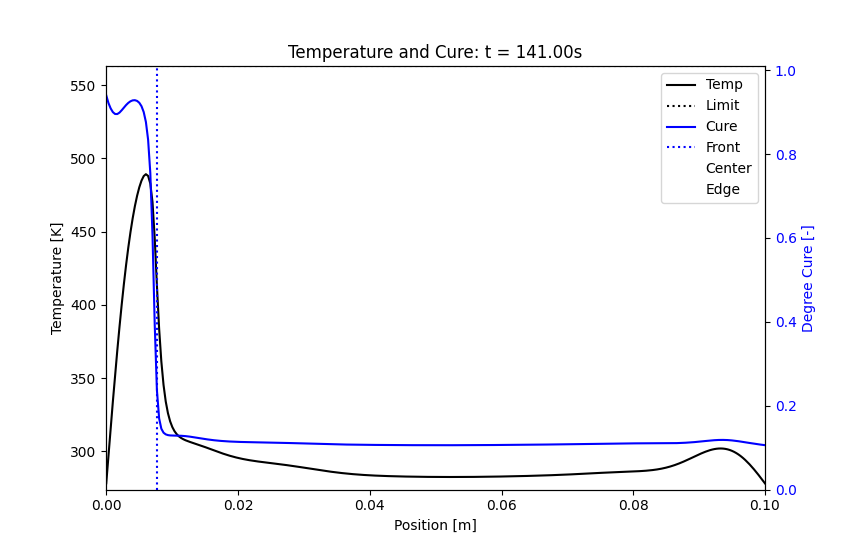 Temperature and Cure: t = 141.00s
550
500
450
400
350
300
Temperature [K]
1.0
0.8
0.6
0.4
0.2
0.0
Degree Cure [-]
Temp
Limit
Cure
Front
Center
Edge
0.00 0.02 0.04 0.06 0.08 0.10
Position [m]